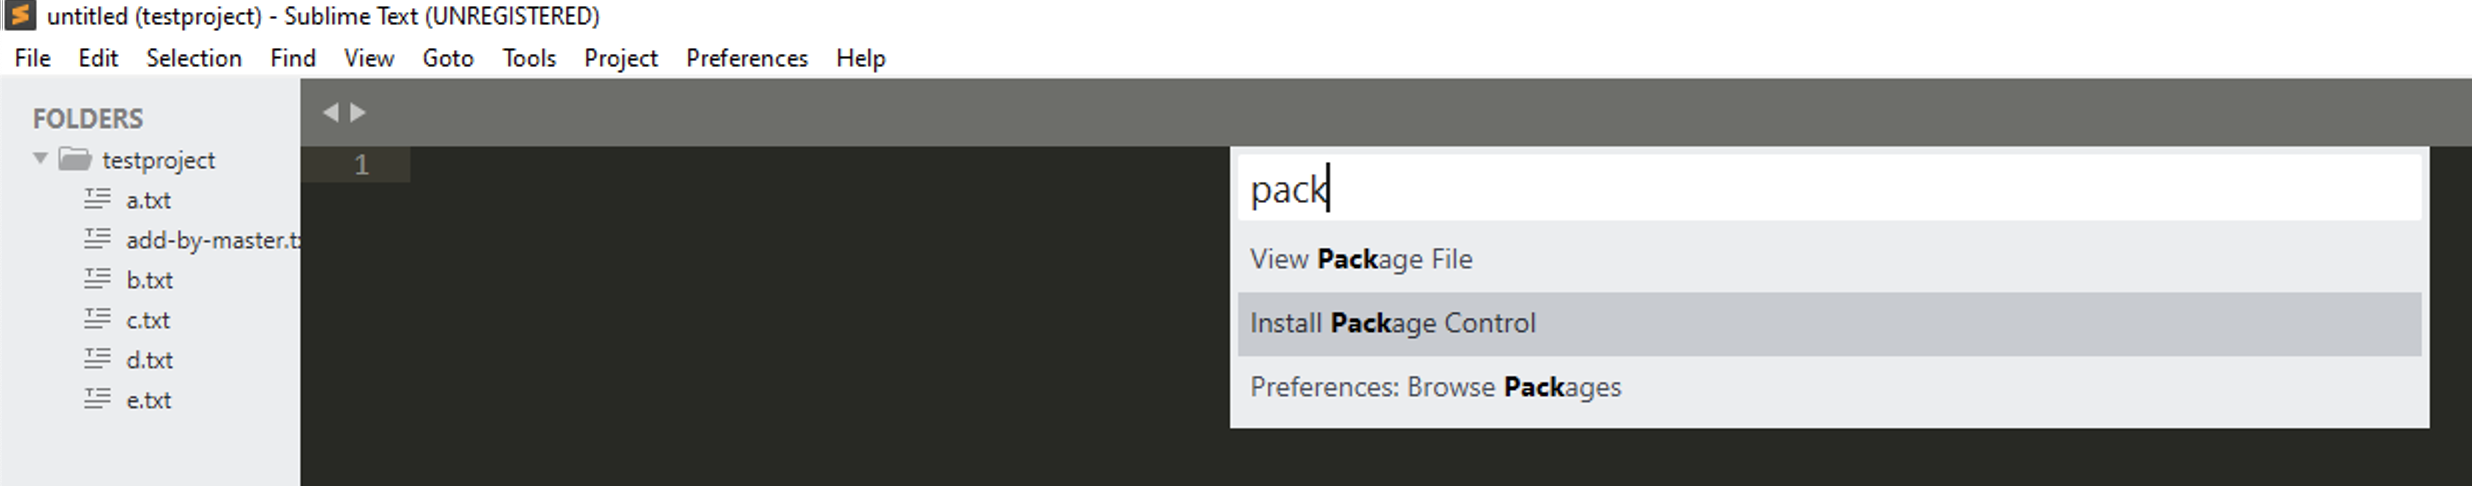 untitled (testproject) - Sublime Text (UNREGISTERED)
File Edit Selection Find View Goto Tools Project Preferences Help
FOLDERS
testproject
a.txt
add-by-master.t
b.txt
c.txt
d.txt
e.txt
1
pack
View Package File
Install Package Control
Preferences: Browse Packages